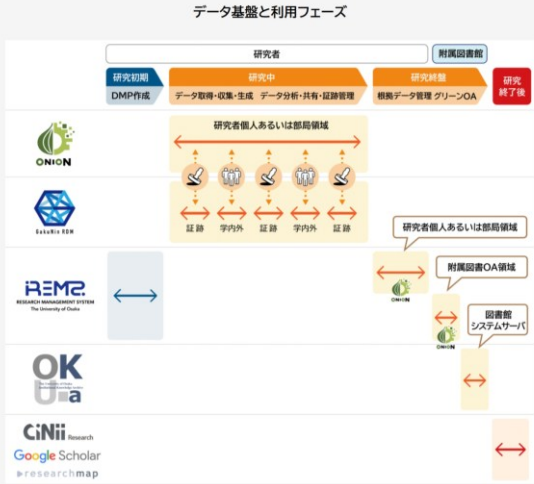 データ基盤と利用フェーズ
研究者
附属図書館
研究初期
DMP作成
研究中
データ取得・収集・生成 データ分析・共有・証跡管理
研究終盤
根拠データ管理 グリーンOA
研究
終了後
ONION
研究者個人あるいは部局領域
GakuNin RDM
証跡 学内外 証跡 学内外 証跡
研究者個人あるいは部局領域
iREMS
RESEARCH MANAGEMENT SYSTEM
The University of Osaka
ONION
附属図書OA領域
ONION
図書館
システムサーバ
OK
U-a
CiNii Research
Google Scholar
researchmap